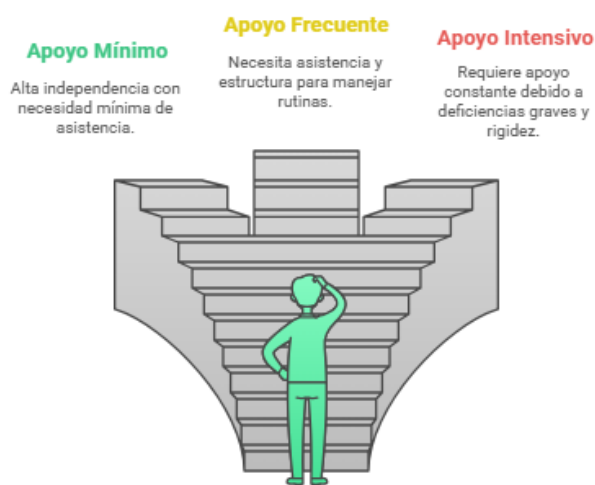 Apoyo Mínimo
Alta independencia con
necesidad mínima de
asistencia.
Apoyo Frecuente
Necesita asistencia y
estructura para manejar
rutinas.
Apoyo Intensivo
Requiere apoyo
constante debido a
deficiencias graves y
rigidez.